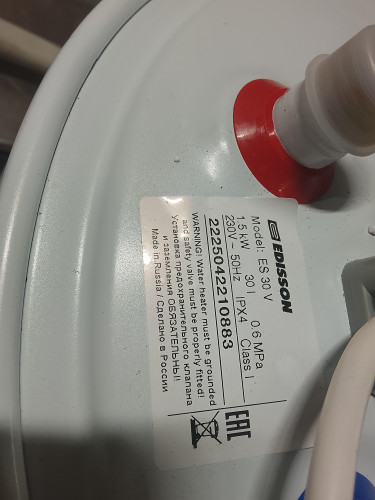 EDISSON
Model: ES 30 V
1,5 kW 30 l 0.6 MPa
230V~ 50Hz IPX4 Class I
2225042210883
WARNING! Water heater must be grounded
and safety valve must be properly fitted!
Установка предохранительного клапана
и заземления ОБЯЗАТЕЛЬНЫ!
Made in Russia / Сделано в России
EAC